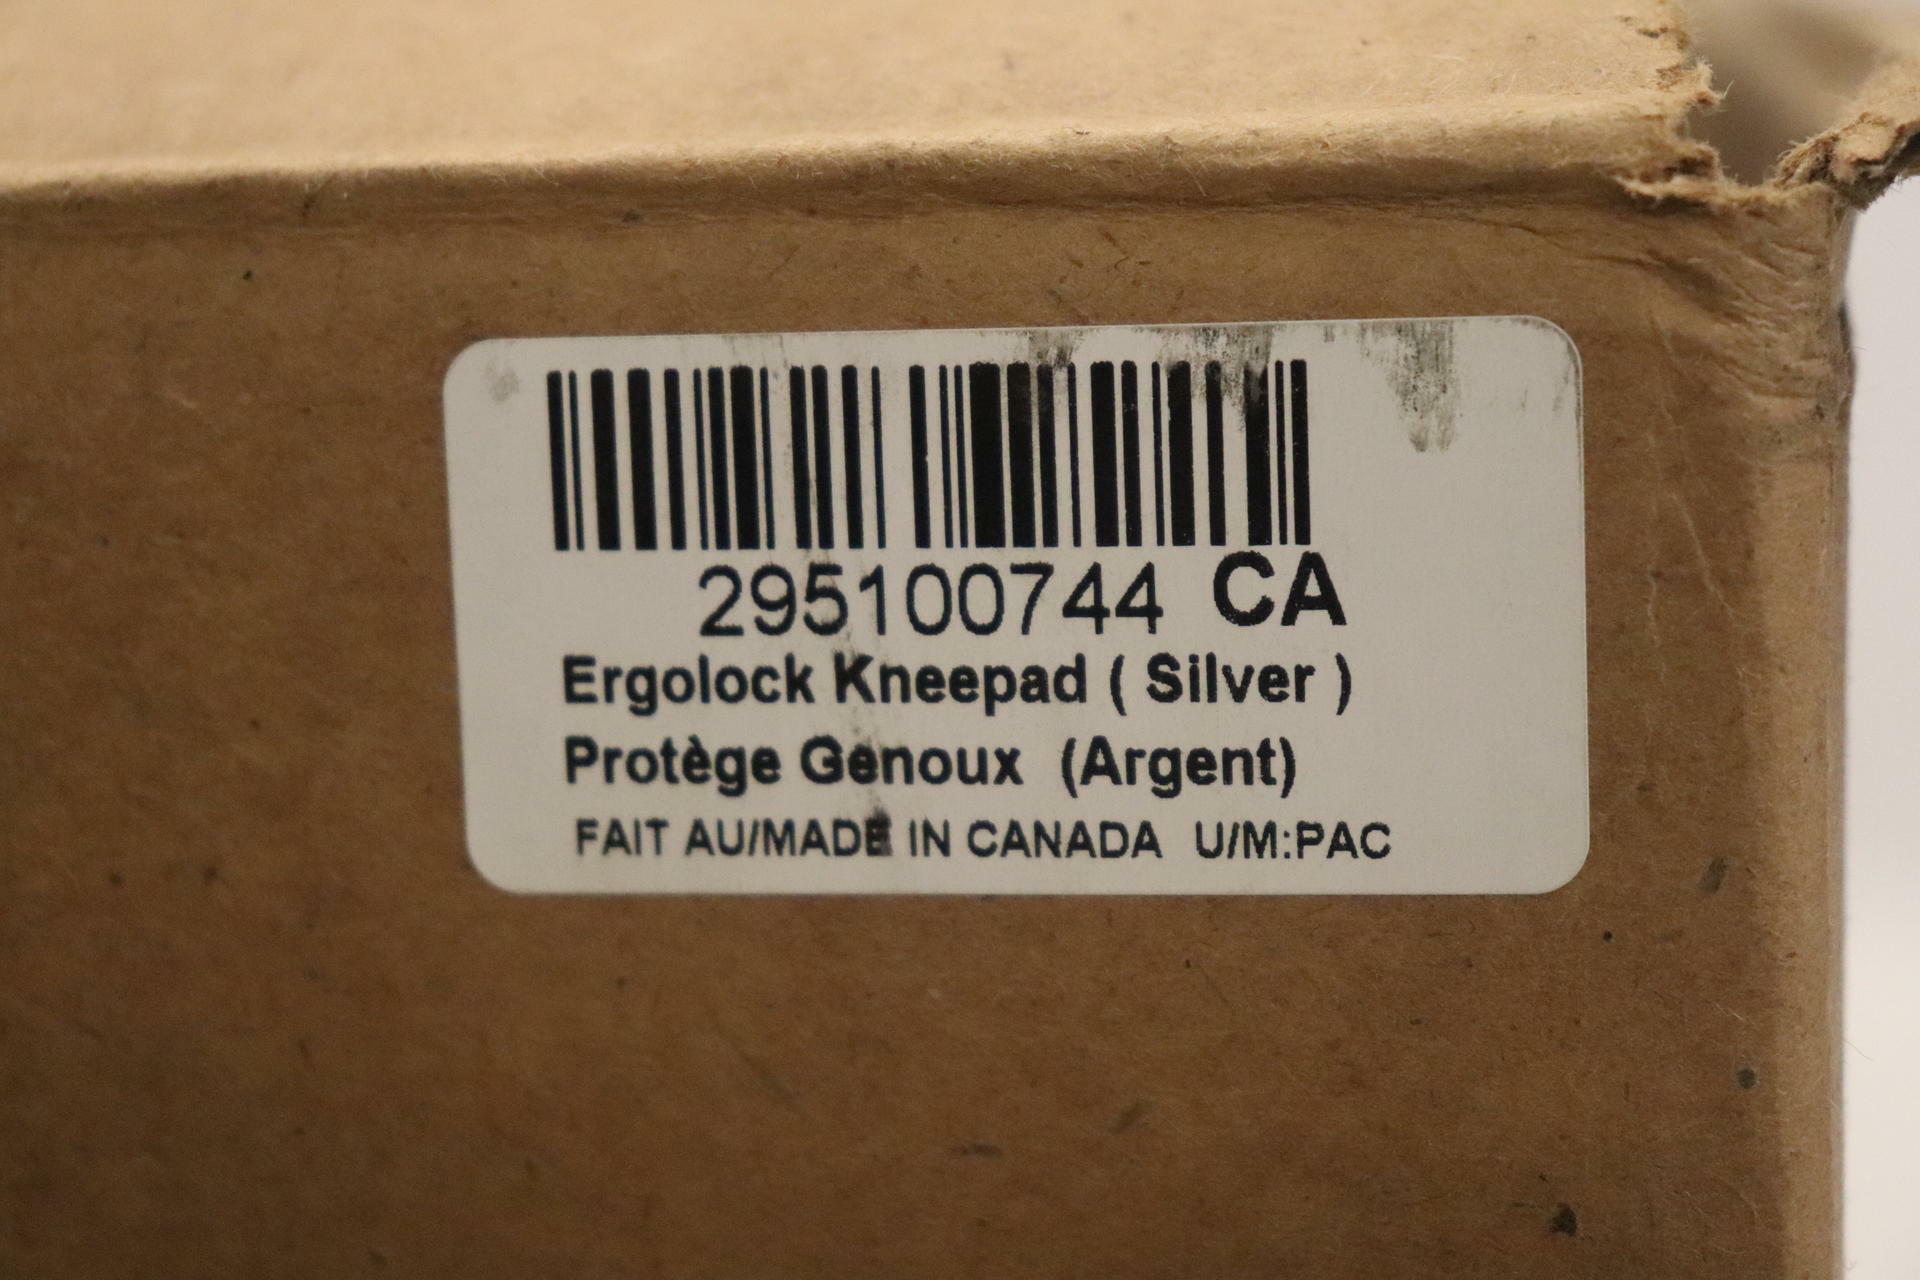 295100744 CA
Ergolock Kneepad ( Silver )
Protège Genoux (Argent)
FAIT AU/MADE IN CANADA U/M:PAC